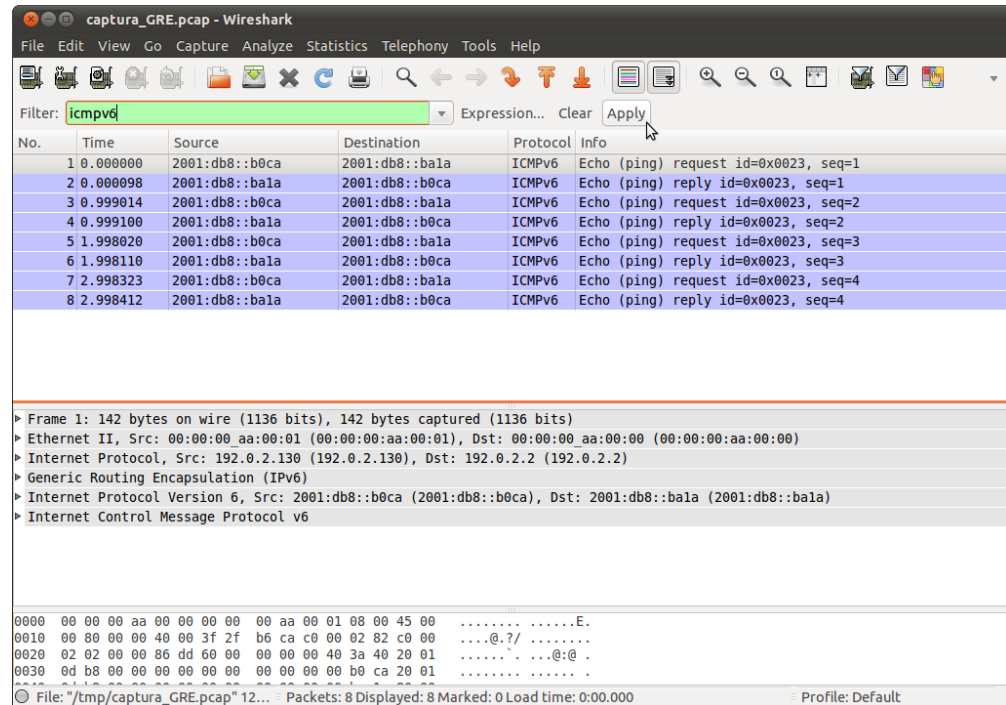 captura_GRE.pcap - Wireshark
File Edit View Go Capture Analyze Statistics Telephony Tools Help
Filter: icmpv6 Expression... Clear Apply
No. Time Source Destination Protocol Info
1 0.000000 2001:db8::b0ca 2001:db8::ba1a ICMPv6 Echo (ping) request id=0x0023, seq=1
2 0.000098 2001:db8::ba1a 2001:db8::b0ca ICMPv6 Echo (ping) reply id=0x0023, seq=1
3 0.999014 2001:db8::b0ca 2001:db8::ba1a ICMPv6 Echo (ping) request id=0x0023, seq=2
4 0.999100 2001:db8::ba1a 2001:db8::b0ca ICMPv6 Echo (ping) reply id=0x0023, seq=2
5 1.998020 2001:db8::b0ca 2001:db8::ba1a ICMPv6 Echo (ping) request id=0x0023, seq=3
6 1.998110 2001:db8::ba1a 2001:db8::b0ca ICMPv6 Echo (ping) reply id=0x0023, seq=3
7 2.998323 2001:db8::b0ca 2001:db8::ba1a ICMPv6 Echo (ping) request id=0x0023, seq=4
8 2.998412 2001:db8::ba1a 2001:db8::b0ca ICMPv6 Echo (ping) reply id=0x0023, seq=4
Frame 1: 142 bytes on wire (1136 bits), 142 bytes captured (1136 bits)
Ethernet II, Src: 00:00:00_aa:00:01 (00:00:00:aa:00:01), Dst: 00:00:00_aa:00:00 (00:00:00:aa:00:00)
Internet Protocol, Src: 192.0.2.130 (192.0.2.130), Dst: 192.0.2.2 (192.0.2.2)
Generic Routing Encapsulation (IPv6)
Internet Protocol Version 6, Src: 2001:db8::b0ca (2001:db8::b0ca), Dst: 2001:db8::ba1a (2001:db8::ba1a)
Internet Control Message Protocol v6
0000 00 00 00 aa 00 00 00 00 00 aa 00 01 08 00 45 00 ........ ......E.
0010 00 80 00 00 40 00 3f 2f b6 ca c0 00 02 82 c0 00 ....@.?/ ........
0020 02 02 00 00 86 dd 60 00 00 00 00 40 3a 40 20 01 ......`. ...@:@ .
0030 0d b8 00 00 00 00 00 00 00 00 00 00 b0 ca 20 01 ........ ...... .
File: "/tmp/captura_GRE.pcap" 12... Packets: 8 Displayed: 8 Marked: 0 Load time: 0:00.000 Profile: Default